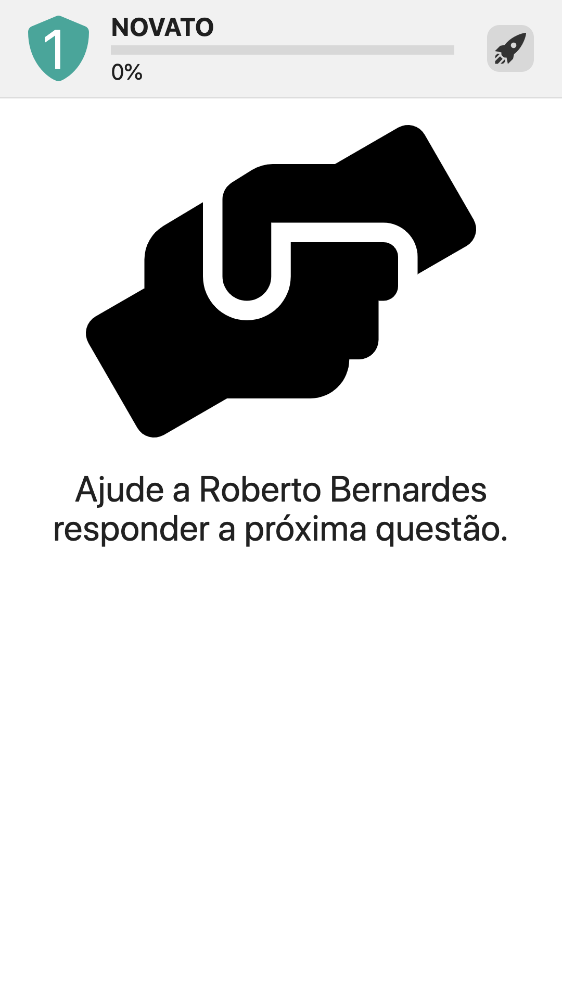 1
NOVATO
0%
Ajude a Roberto Bernardes
responder a próxima questão.